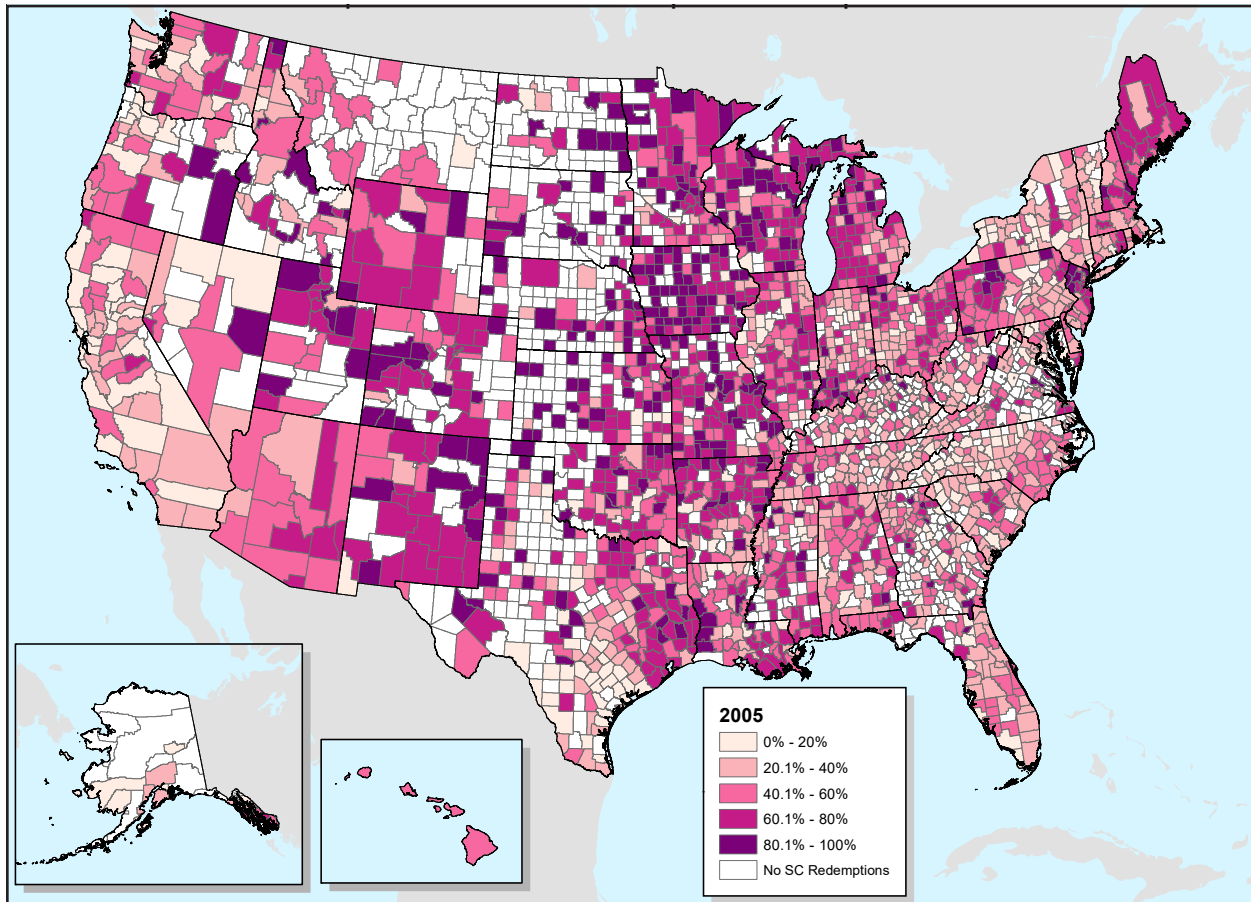 2005
0% - 20%
20.1% - 40%
40.1% - 60%
60.1% - 80%
80.1% - 100%
No SC Redemptions